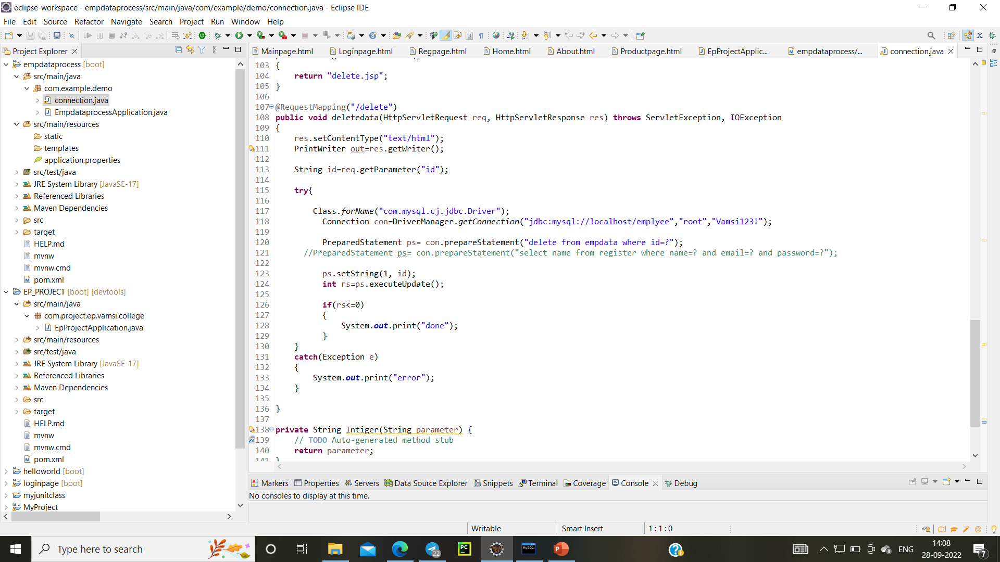 eclipse-workspace - empdataprocess/src/main/java/com/example/demo/connection.java - Eclipse IDE
File Edit Source Refactor Navigate Search Project Run Window Help
Project Explorer
empdataprocess [boot]
src/main/java
com.example.demo
connection.java
EmpdataprocessApplication.java
src/main/resources
static
templates
application.properties
src/test/java
JRE System Library [JavaSE-17]
Referenced Libraries
Maven Dependencies
src
target
HELP.md
mvnw
mvnw.cmd
pom.xml
EP_PROJECT [boot] [devtools]
src/main/java
com.project.ep.vamsi.college
EpProjectApplication.java
src/main/resources
src/test/java
JRE System Library [JavaSE-17]
Referenced Libraries
Maven Dependencies
src
target
HELP.md
mvnw
mvnw.cmd
pom.xml
helloworld [boot]
loginpage [boot]
myjunitclass
MyProject
Mainpage.html Loginpage.html Regpage.html Home.html About.html Productpage.html EpProjectApplic... empdataprocess/... connection.java
103 {
104     return "delete.jsp";
105 }
106
107 @RequestMapping("/delete")
108 public void deletedata(HttpServletRequest req, HttpServletResponse res) throws ServletException, IOException
109 {
110     res.setContentType("text/html");
111     PrintWriter out=res.getWriter();
112
113     String id=req.getParameter("id");
114
115     try{
116
117         Class.forName("com.mysql.cj.jdbc.Driver");
118           Connection con=DriverManager.getConnection("jdbc:mysql://localhost/emplyee","root","Vamsi123!");
119
120           PreparedStatement ps= con.prepareStatement("delete from empdata where id=?");
121       //PreparedStatement ps= con.prepareStatement("select name from register where name=? and email=? and password=?");
122
123           ps.setString(1, id);
124           int rs=ps.executeUpdate();
125
126           if(rs<=0)
127           {
128               System.out.print("done");
129           }
130     }
131     catch(Exception e)
132     {
133         System.out.print("error");
134     }
135
136 }
137
138 private String Intiger(String parameter) {
139     // TODO Auto-generated method stub
140     return parameter;
141 }
Markers Properties Servers Data Source Explorer Snippets Terminal Coverage Console Debug
No consoles to display at this time.
Writable Smart Insert 1 : 1 : 0
Type here to search
22
PC
MySQL
P
ENG
14:08
28-09-2022
7